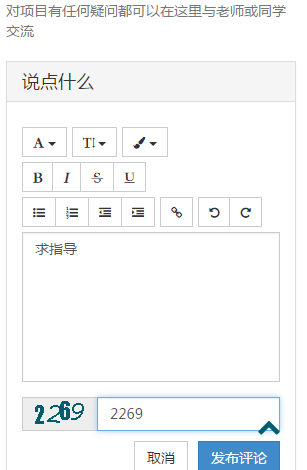 对项目有任何疑问都可以在这里与老师或同学
交流
说点什么
A T
B I S U
求指导
2269 2269
取消 发布评论